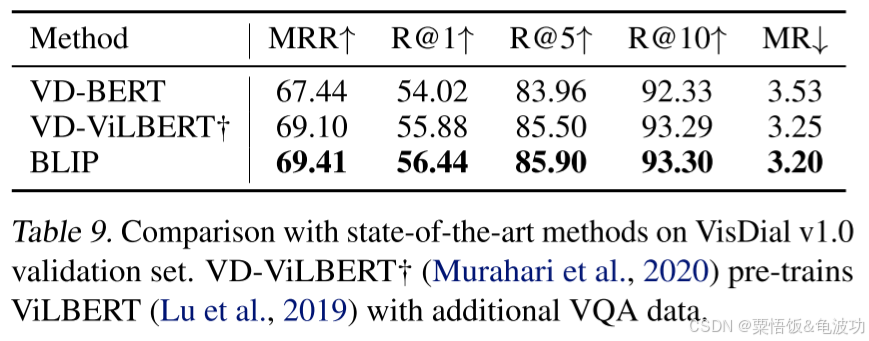 Method MRR↑ R@1↑ R@5↑ R@10↑ MR↓
VD-BERT 67.44 54.02 83.96 92.33 3.53
VD-ViLBERT† 69.10 55.88 85.50 93.29 3.25
BLIP 69.41 56.44 85.90 93.30 3.20
Table 9. Comparison with state-of-the-art methods on VisDial v1.0
validation set. VD-ViLBERT† (Murahari et al., 2020) pre-trains
ViLBERT (Lu et al., 2019) with additional VQA data.
CSDN @粟悟饭&龟波功